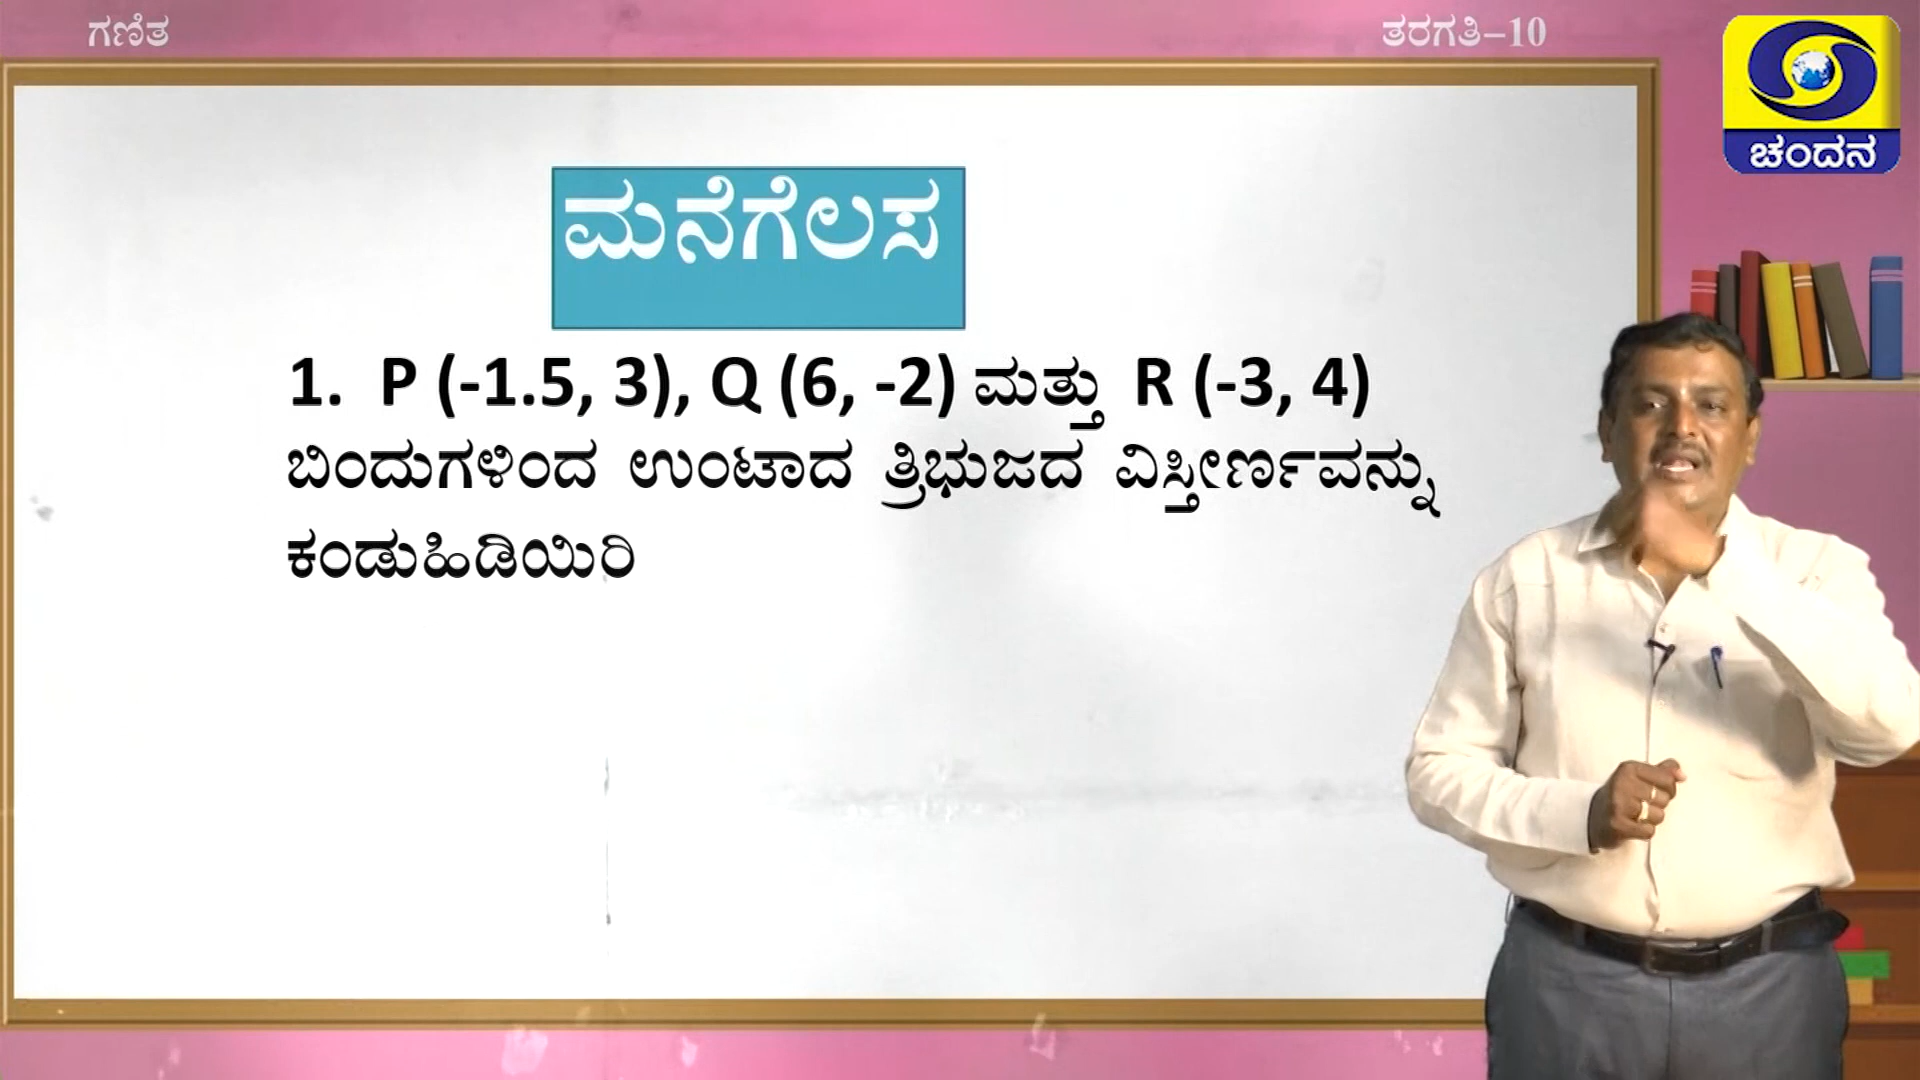 ಗಣಿತ
ತರಗತಿ–10
ಚಂದನ
ಮನೆಗೆಲಸ
1. P (-1.5, 3), Q (6, -2) ಮತ್ತು R (-3, 4)
ಬಿಂದುಗಳಿಂದ ಉಂಟಾದ ತ್ರಿಭುಜದ ವಿಸ್ತೀರ್ಣವನ್ನು
ಕಂಡುಹಿಡಿಯಿರಿ